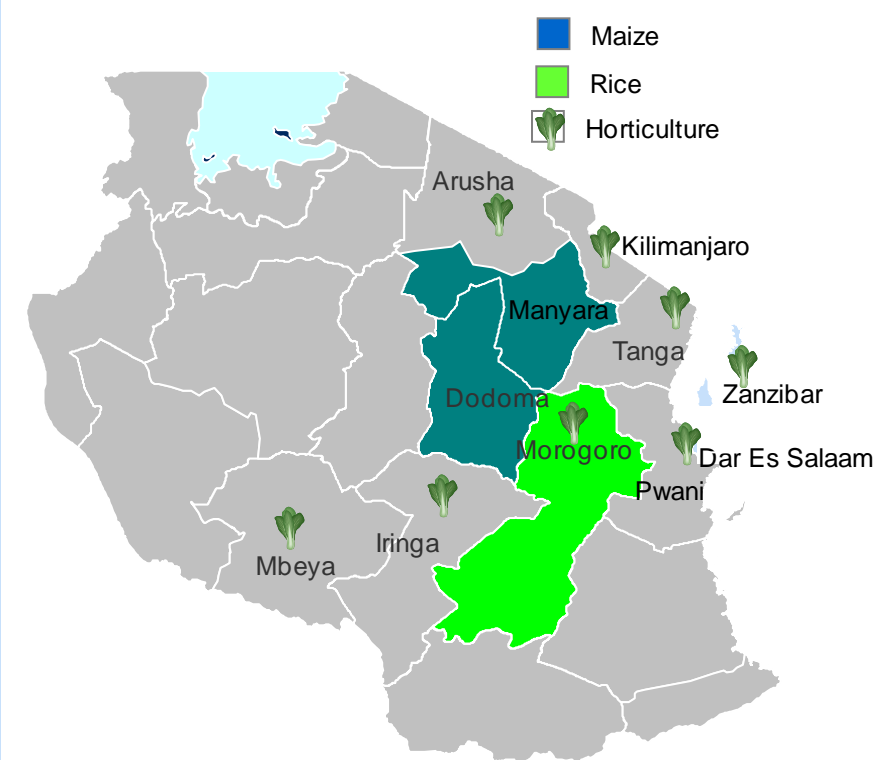 Maize
Rice
Horticulture
Arusha
Kilimanjaro
Manyara
Tanga
Zanzibar
Dodoma
Morogoro
Dar Es Salaam
Pwani
Iringa
Mbeya